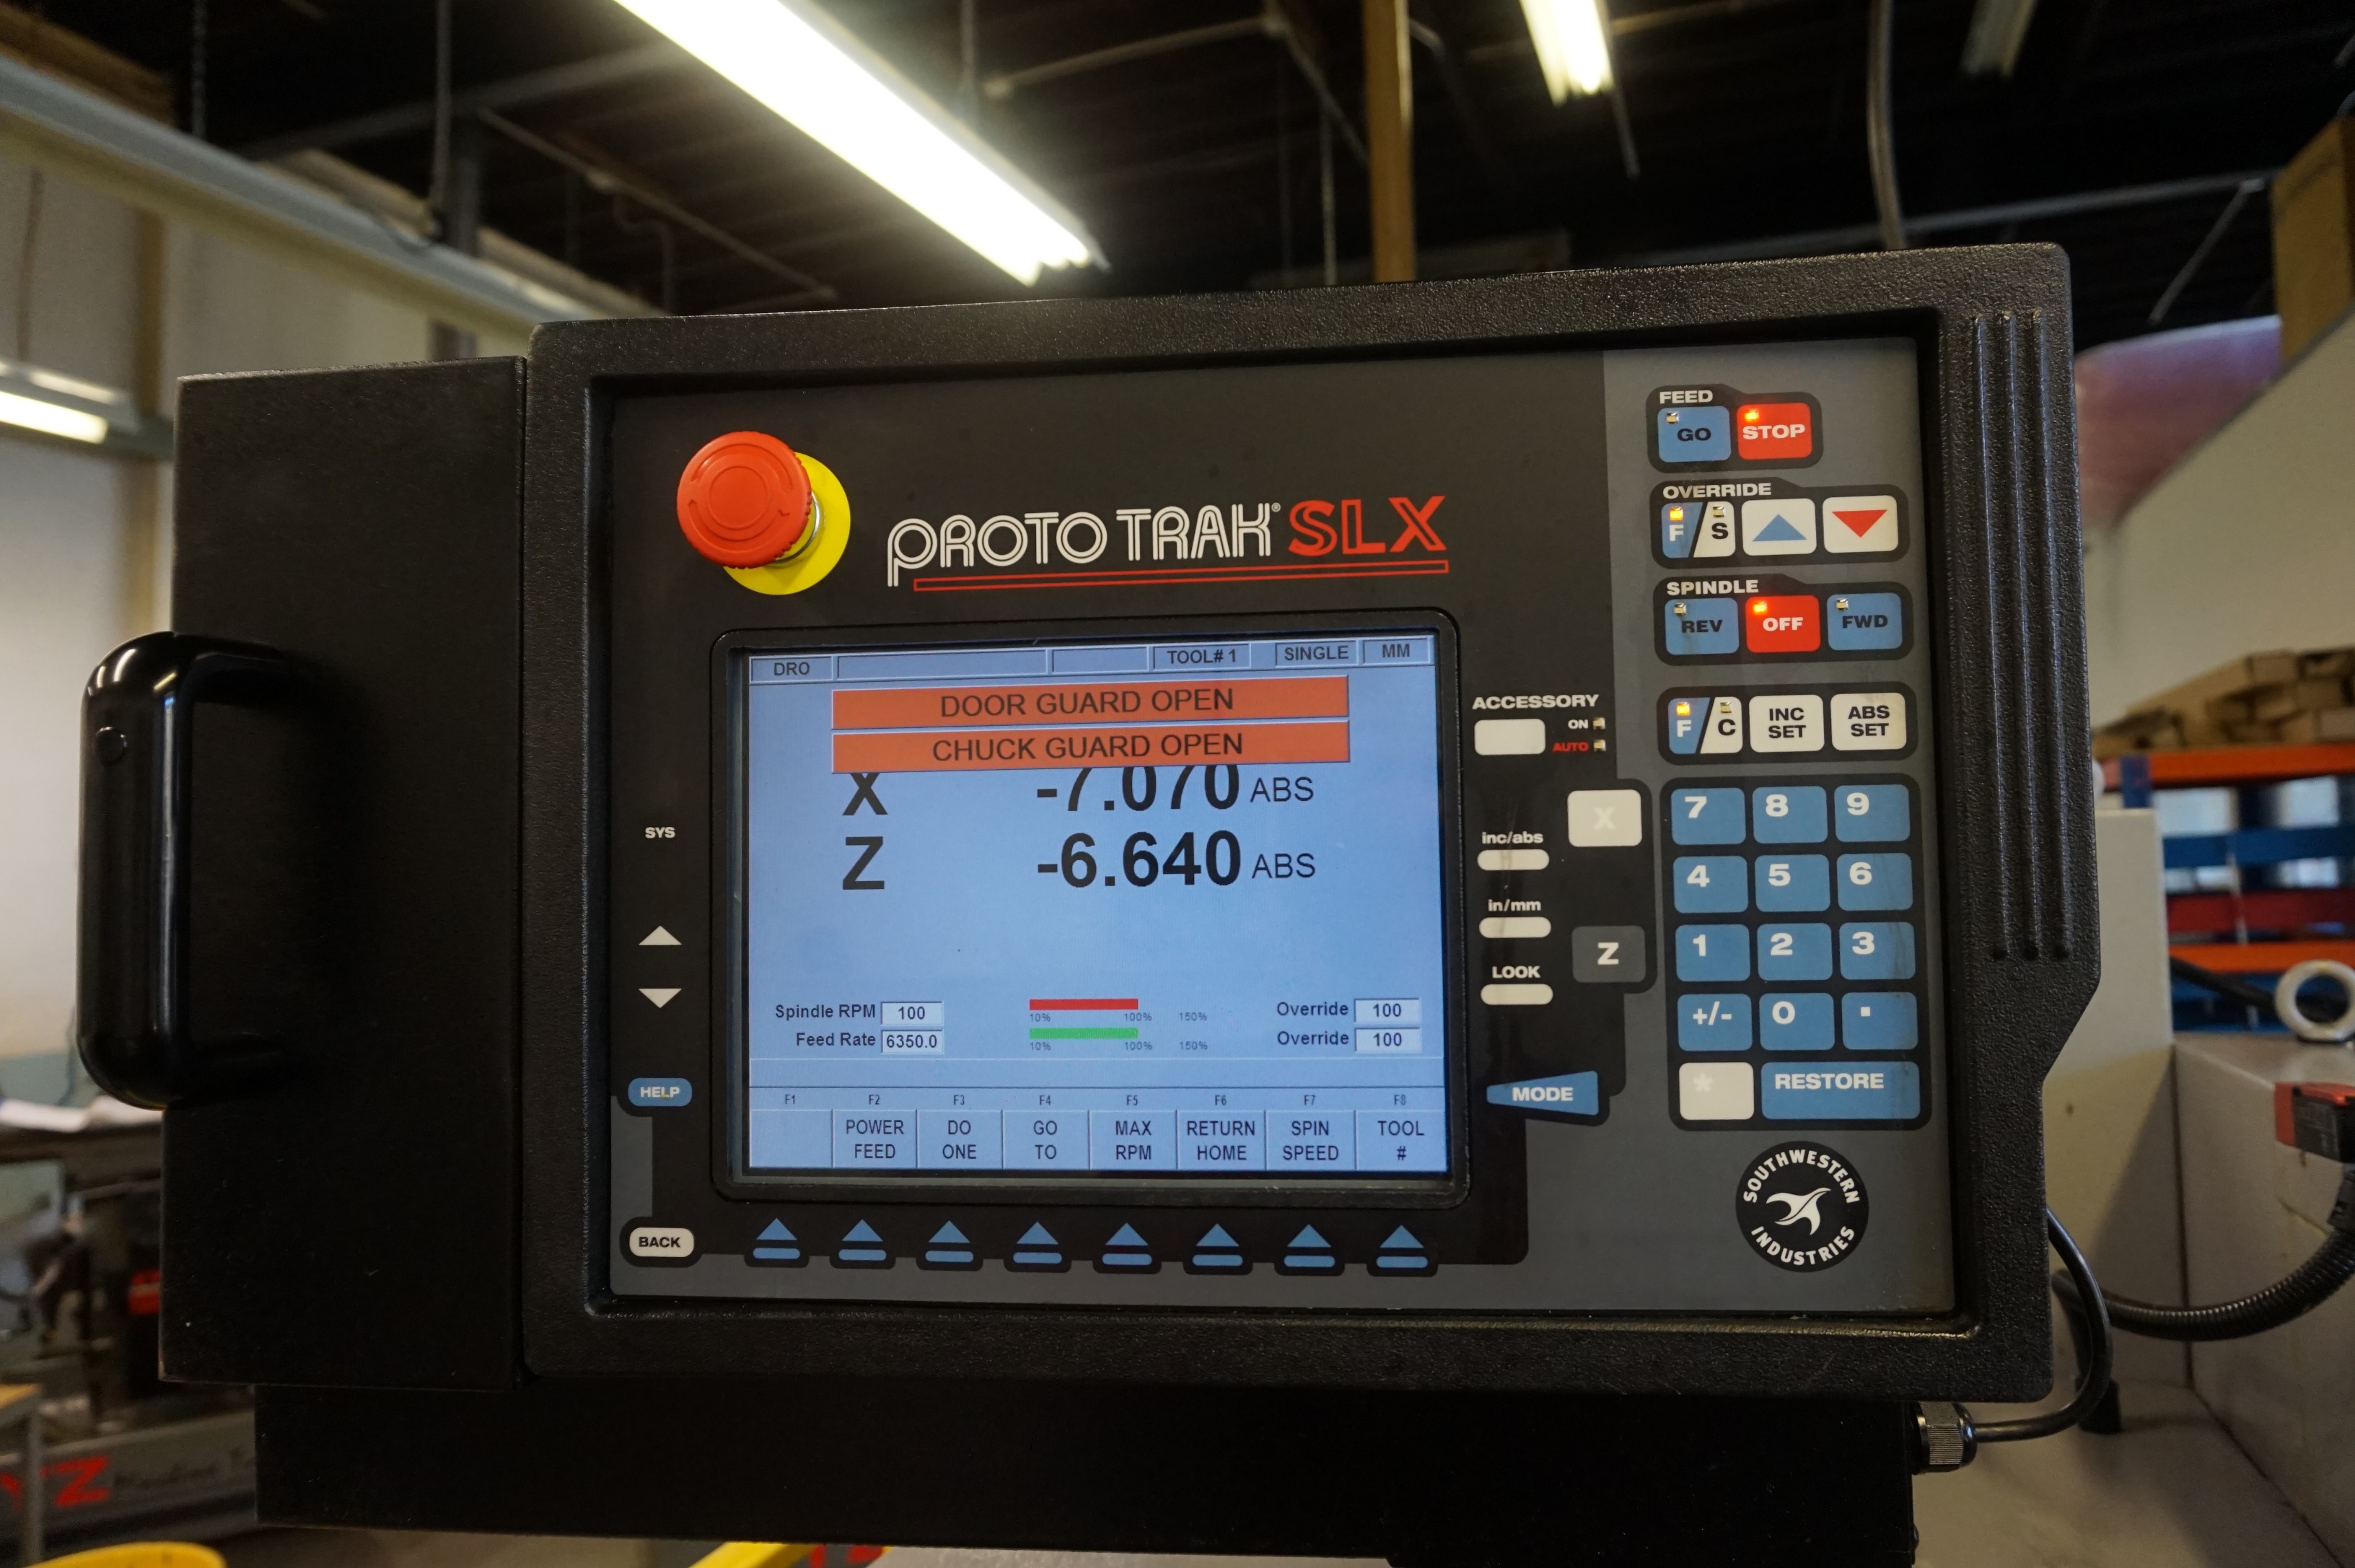 PROTO TRAK® SLX
FEED
GO STOP
OVERRIDE
F/S
SPINDLE
REV OFF FWD
F/C INC SET ABS SET
DRO TOOL# 1 SINGLE MM
DOOR GUARD OPEN
CHUCK GUARD OPEN
X -7.070 ABS
Z -6.640 ABS
Spindle RPM 100 10% 100% 150% Override 100
Feed Rate 6350.0 10% 100% 150% Override 100
F1 F2 F3 F4 F5 F6 F7 F8
POWER DO GO MAX RETURN SPIN TOOL
FEED ONE TO RPM HOME SPEED #
SYS
HELP
BACK
ACCESSORY
ON
AUTO
inc/abs
in/mm
LOOK
MODE
X
Z
7 8 9
4 5 6
1 2 3
+/- 0 .
* RESTORE
SOUTHWESTERN
INDUSTRIES
YZ